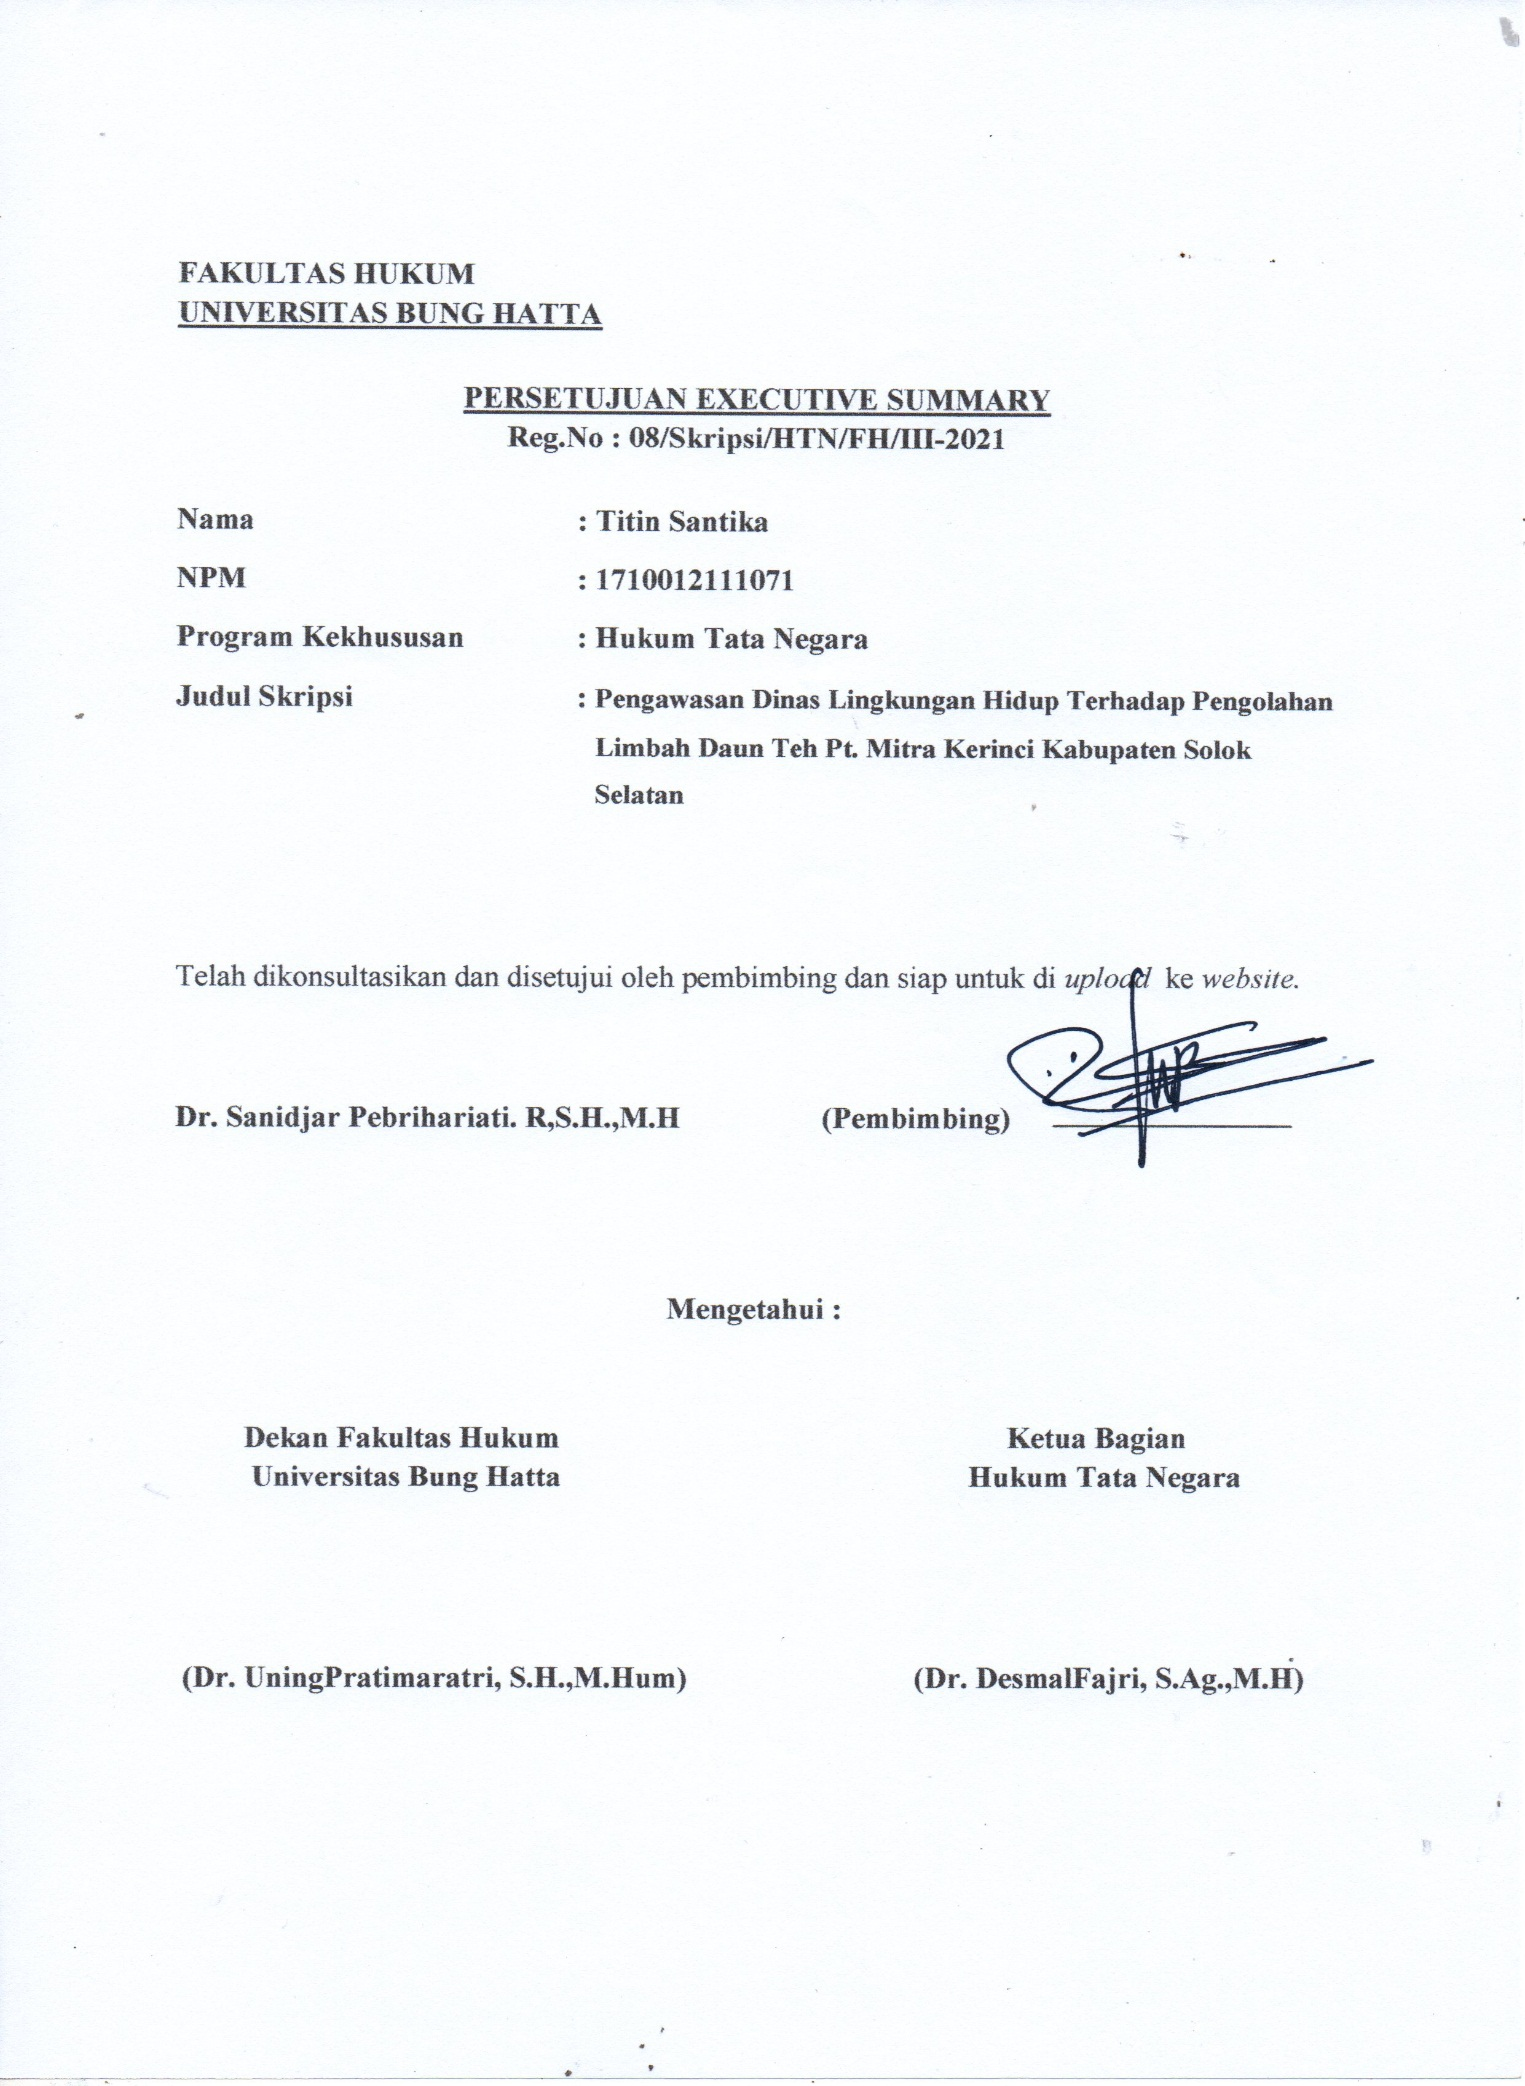 FAKULTAS HUKUM
UNIVERSITAS BUNG HATTA
PERSETUJUAN EXECUTIVE SUMMARY
Reg.No : 08/Skripsi/HTN/FH/III-2021
Nama : Titin Santika
NPM : 1710012111071
Program Kekhususan : Hukum Tata Negara
Judul Skripsi : Pengawasan Dinas Lingkungan Hidup Terhadap Pengolahan
Limbah Daun Teh Pt. Mitra Kerinci Kabupaten Solok
Selatan
Telah dikonsultasikan dan disetujui oleh pembimbing dan siap untuk di upload ke website.
Dr. Sanidjar Pebrihariati. R,S.H.,M.H (Pembimbing)
Mengetahui :
Dekan Fakultas Hukum
Universitas Bung Hatta
Ketua Bagian
Hukum Tata Negara
(Dr. UningPratimaratri, S.H.,M.Hum)
(Dr. DesmalFajri, S.Ag.,M.H)